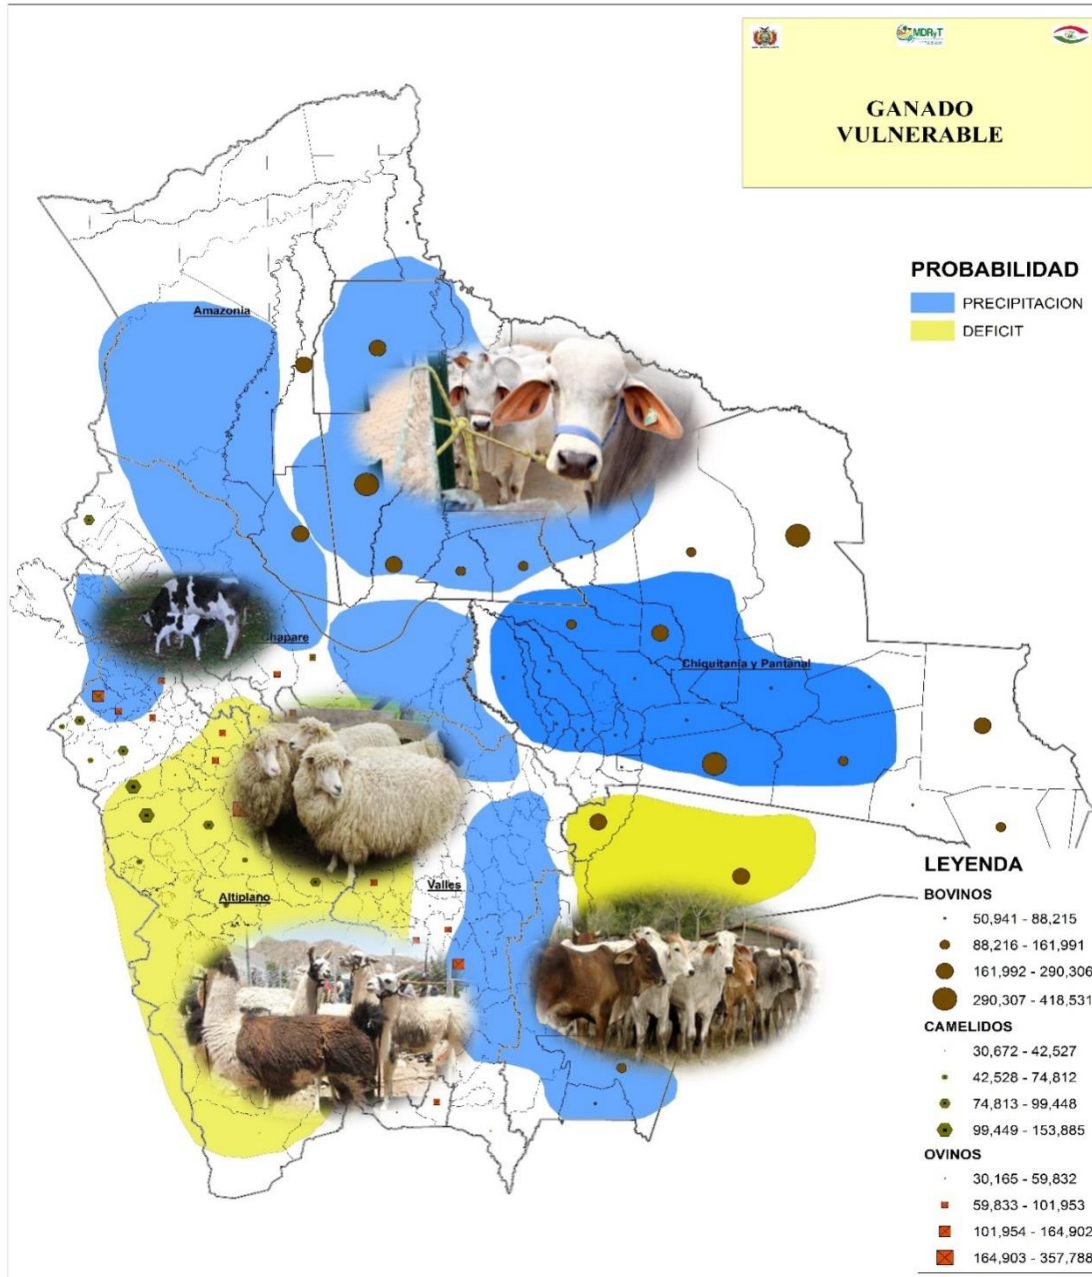 MDRyT
GANADO
VULNERABLE
PROBABILIDAD
PRECIPITACION
DEFICIT
Amazonia
Chapare
Chiquitania y Pantanal
Valles
Altiplano
LEYENDA
BOVINOS
50,941 - 88,215
88,216 - 161,991
161,992 - 290,306
290,307 - 418,531
CAMELIDOS
30,672 - 42,527
42,528 - 74,812
74,813 - 99,448
99,449 - 153,885
OVINOS
30,165 - 59,832
59,833 - 101,953
101,954 - 164,902
164,903 - 357,788